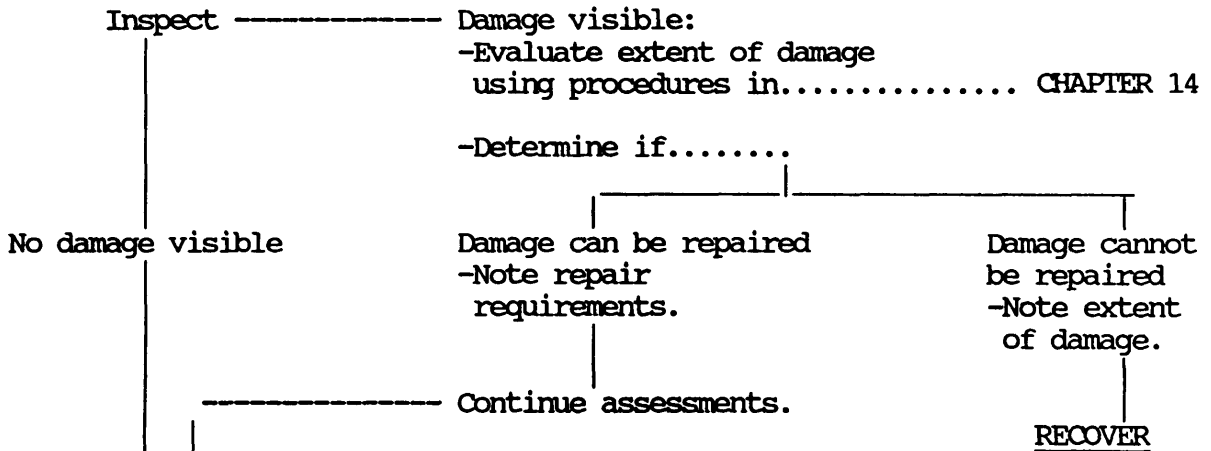 Inspect
Damage visible:
-Evaluate extent of damage
using procedures in............... CHAPTER 14
-Determine if........
No damage visible
Damage can be repaired
-Note repair
requirements.
Damage cannot
be repaired
-Note extent
of damage.
Continue assessments.
RECOVER